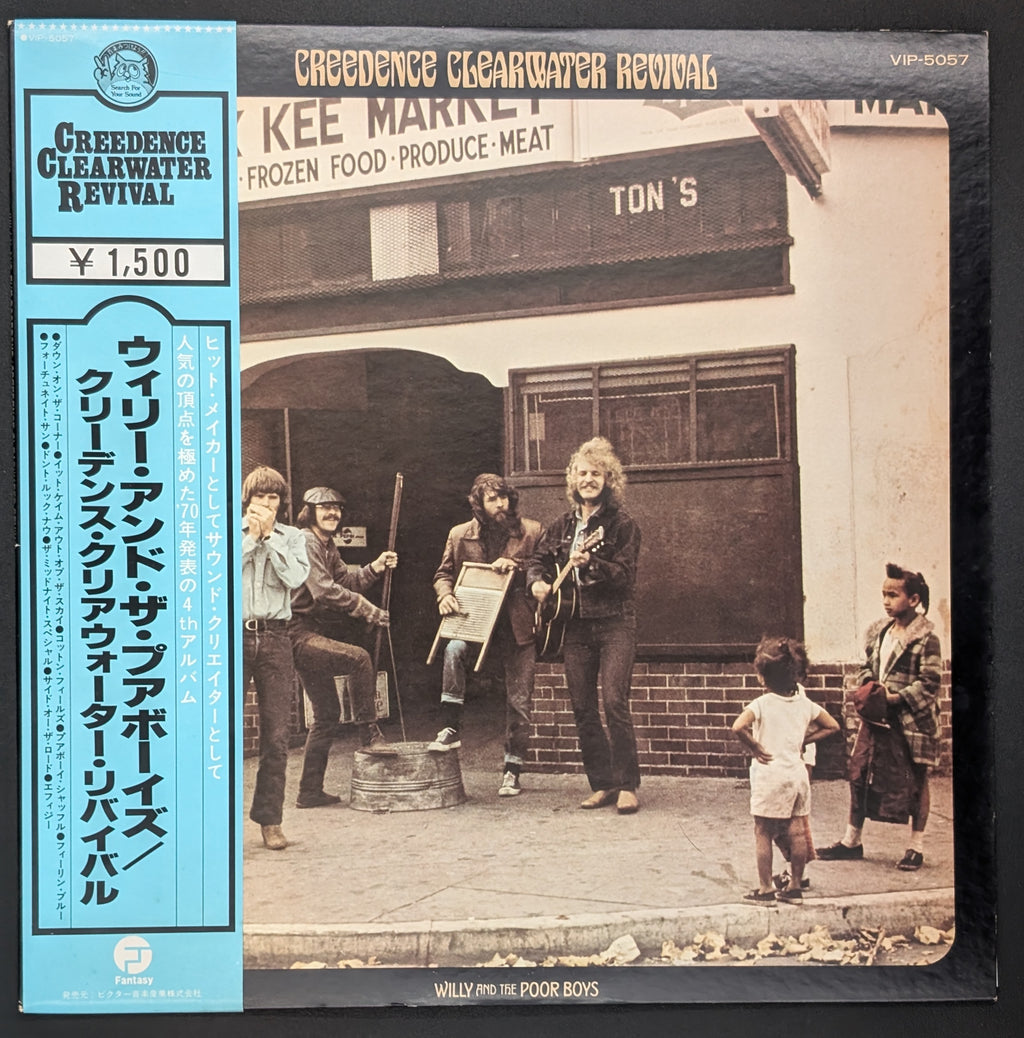 ●VIP-5057
Search For
Your Sound
CREEDENCE
CLEARWATER
REVIVAL
¥ 1,500
ヒット・メイカーとしてサウンド・クリエイターとして
人気の頂点を極めた'70年発表の4thアルバム
ウィリー・アンド・ザ・プアボーイズ/
クリーデンス・クリアウォーター・リバイバル
●ダウン・オン・ザ・コーナー●イット・ケイム・アウト・オブ・ザ・スカイ●コットン・フィールズ●プアボーイ・シャッフル●フィーリン・ブルー
●フォーチュネイト・サン●ドント・ルック・ナウ●ザ・ミッドナイト・スペシャル●サイド・オー・ザ・ロード●エフィジー
Fantasy
発売元:ビクター音楽産業株式会社
CREEDENCE CLEARWATER REVIVAL
VIP-5057
KEE MARKET
·FROZEN FOOD·PRODUCE·MEAT
MAR
TON'S
WILLY AND THE POOR BOYS